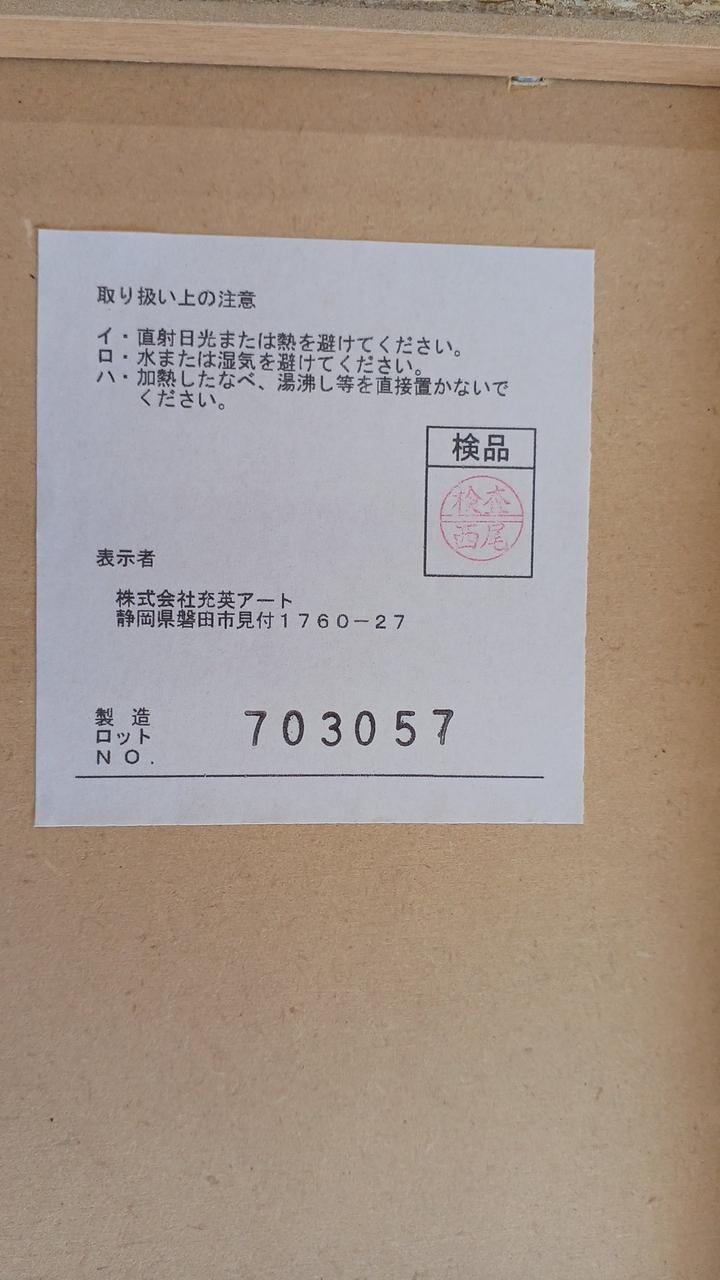 取り扱い上の注意
イ・直射日光または熱を避けてください。
ロ・水または湿気を避けてください。
ハ・加熱したなべ、湯沸し等を直接置かないで
ください。
検品
検査
西尾
表示者
株式会社充英アート
静岡県磐田市見付１７６０－２７
製　造
ロット
ＮＯ．
703057